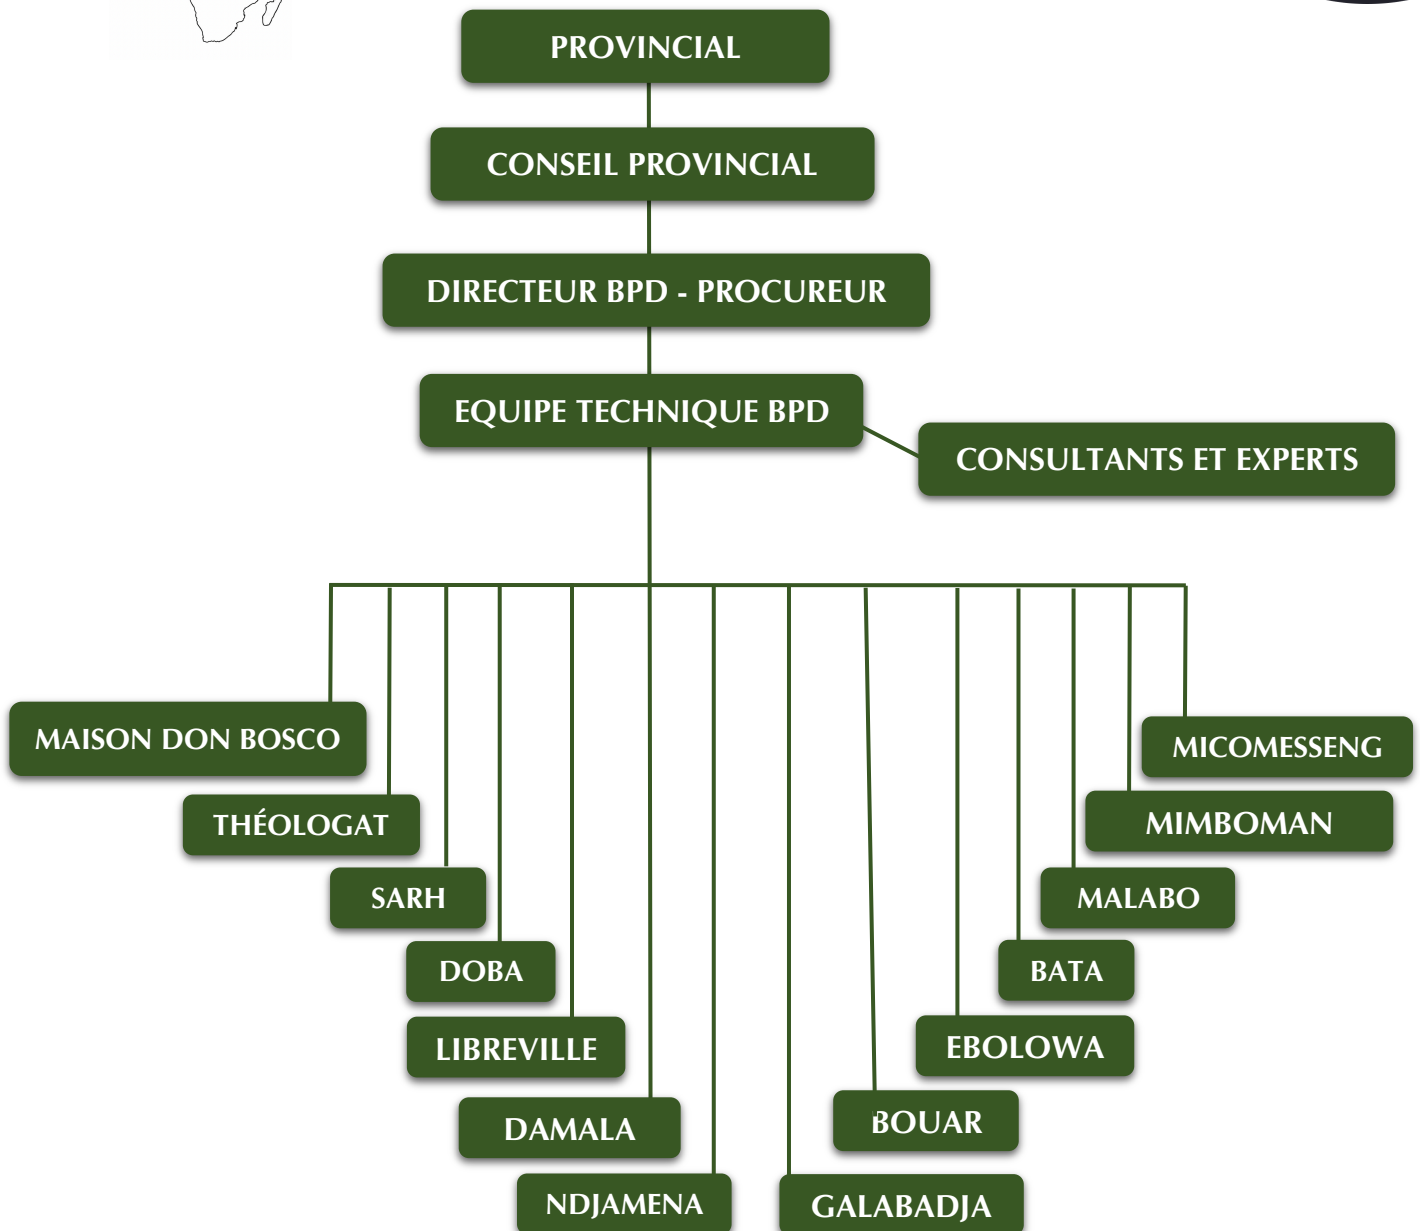 PROVINCIAL
CONSEIL PROVINCIAL
DIRECTEUR BPD - PROCUREUR
EQUIPE TECHNIQUE BPD
CONSULTANTS ET EXPERTS
MAISON DON BOSCO
MICOMESSENG
THÉOLOGAT
MIMBOMAN
SARH
MALABO
DOBA
BATA
LIBREVILLE
EBOLOWA
DAMALA
BOUAR
NDJAMENA
GALABADJA